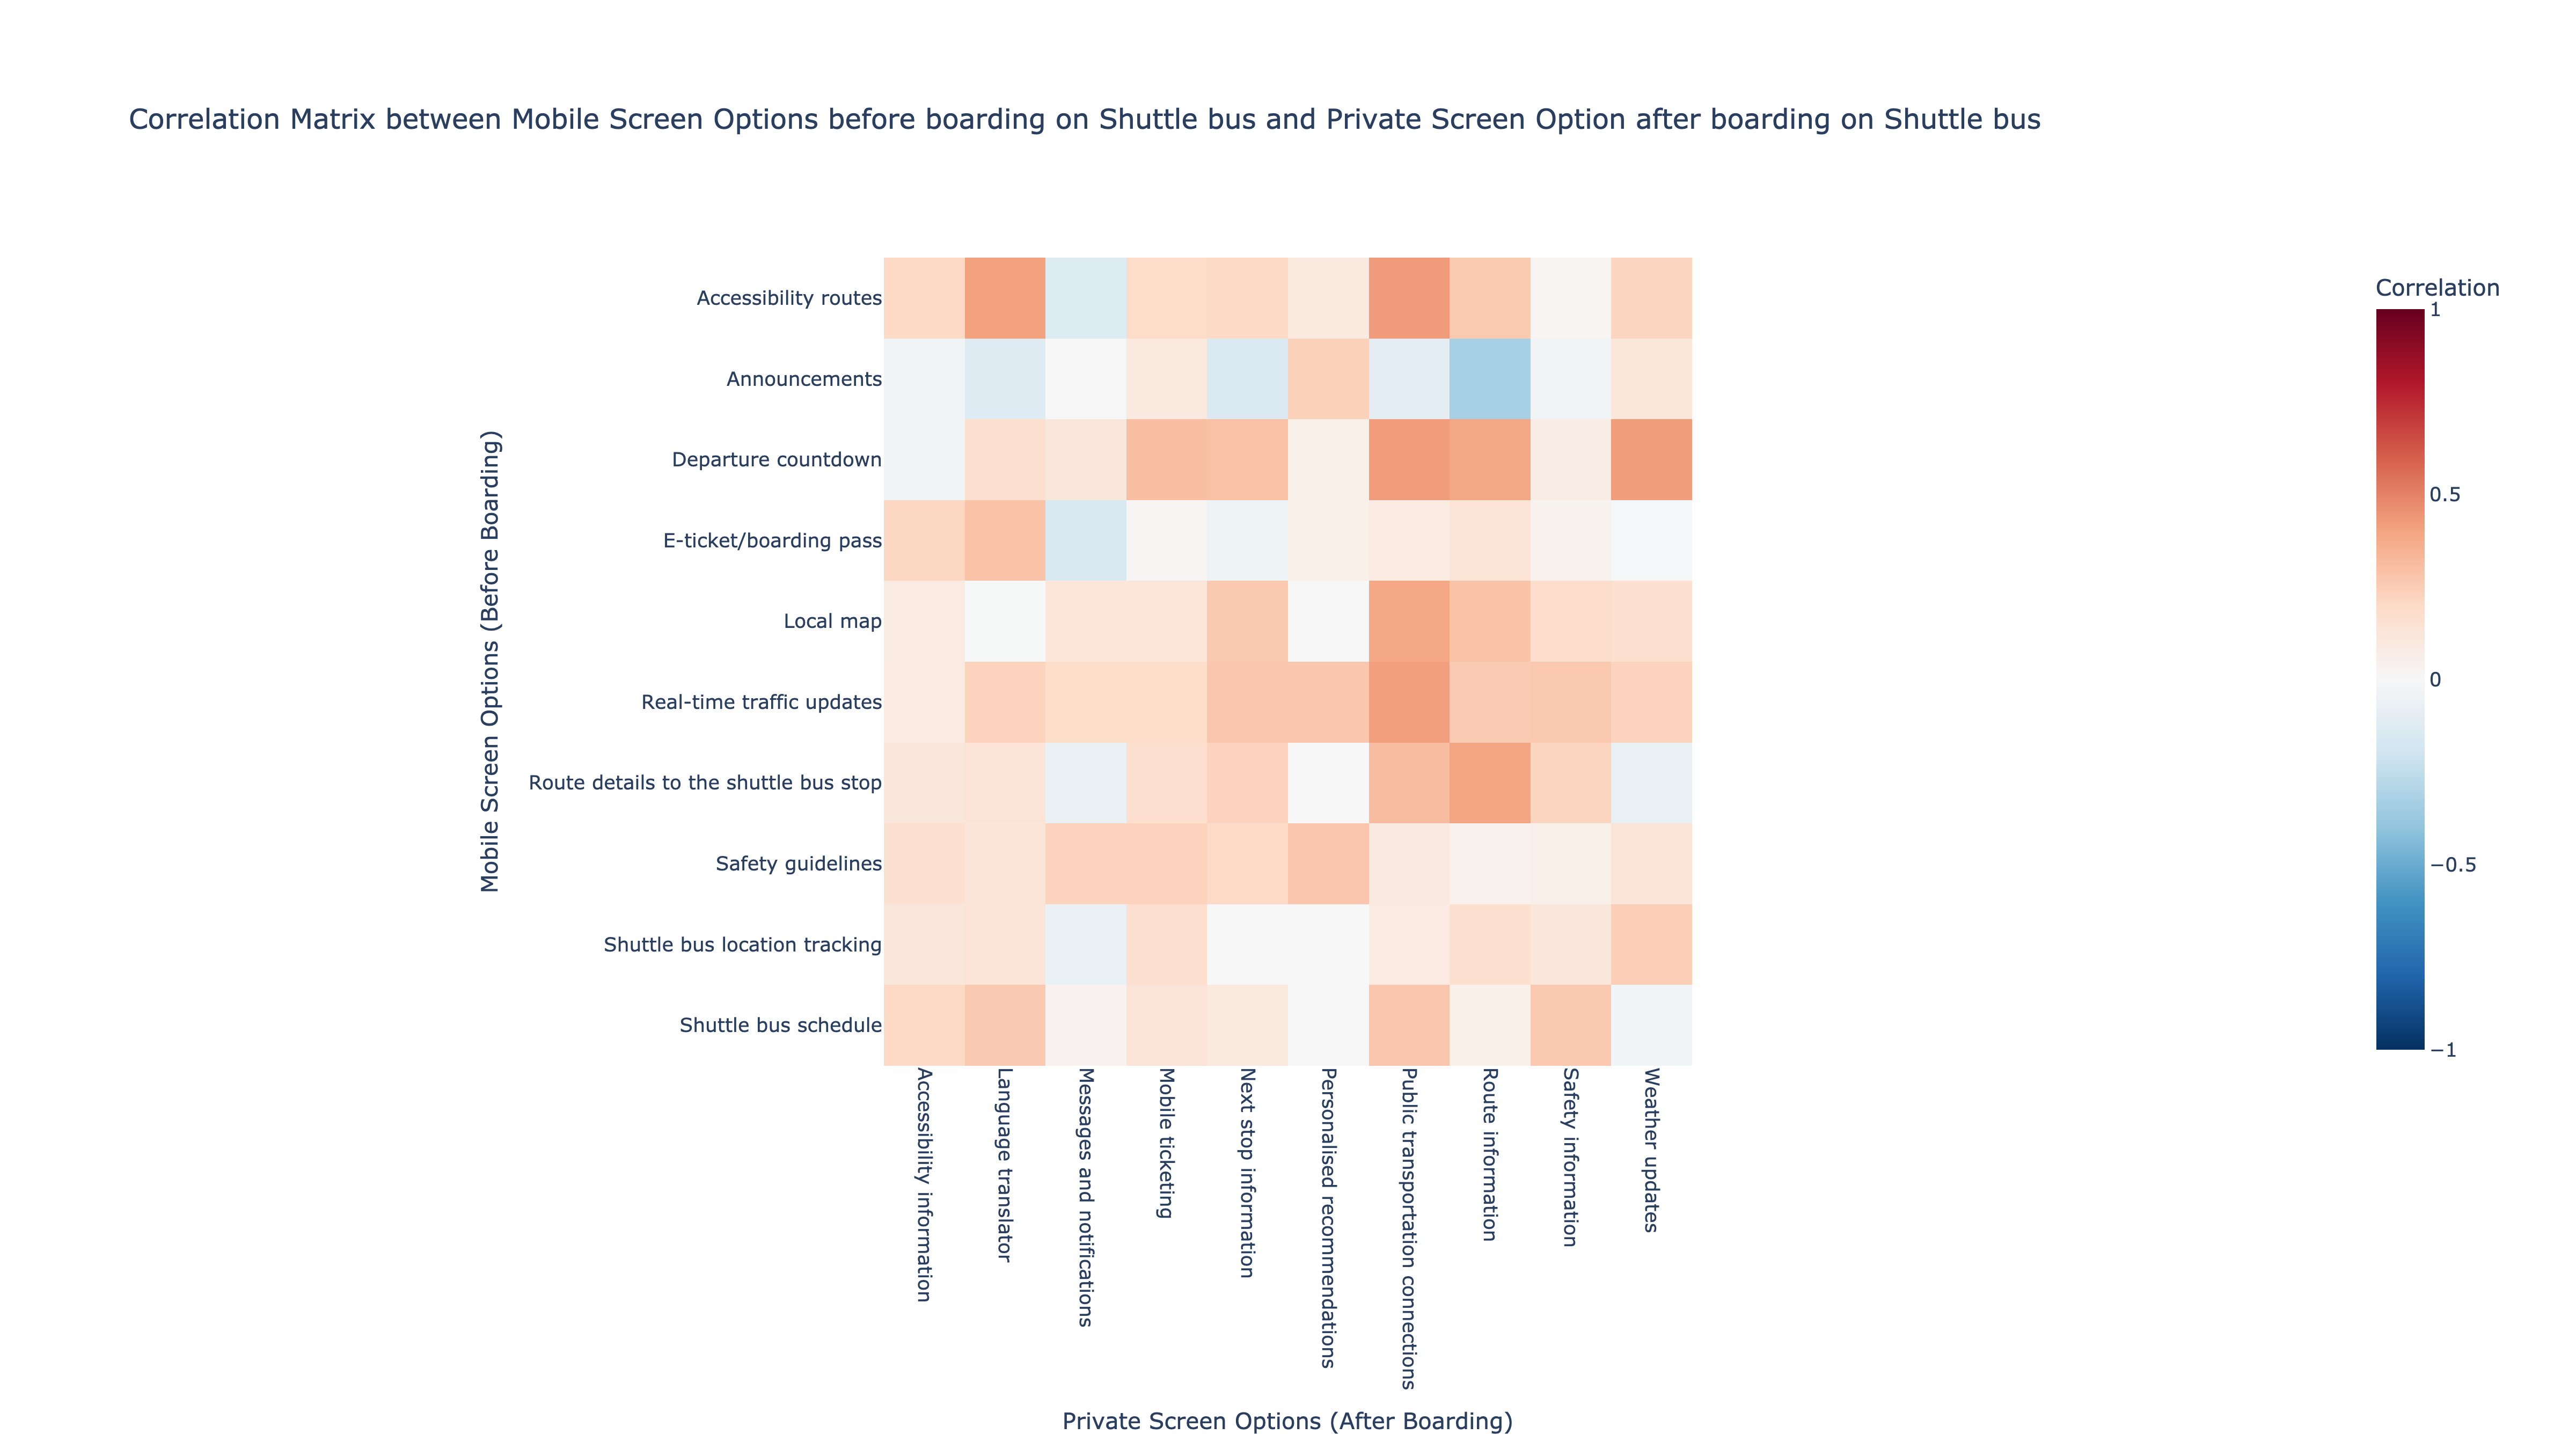 Correlation Matrix between Mobile Screen Options before boarding on Shuttle bus and Private Screen Option after boarding on Shuttle bus
Mobile Screen Options (Before Boarding)
Accessibility routes
Announcements
Departure countdown
E-ticket/boarding pass
Local map
Real-time traffic updates
Route details to the shuttle bus stop
Safety guidelines
Shuttle bus location tracking
Shuttle bus schedule
Accessibility information
Language translator
Messages and notifications
Mobile ticketing
Next stop information
Personalised recommendations
Public transportation connections
Route information
Safety information
Weather updates
Private Screen Options (After Boarding)
Correlation
1
0.5
0
−0.5
−1